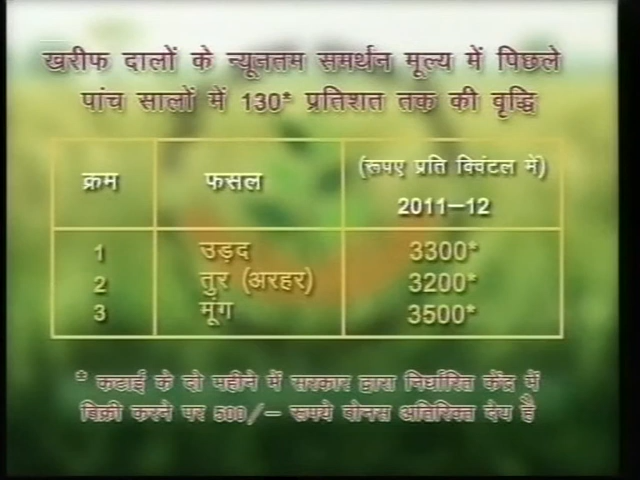 खरीफ दालों के न्यूनतम समर्थन मूल्य में पिछले
पांच सालों में 130* प्रतिशत तक की वृद्धि
क्रम फसल (रूपए प्रति क्विंटल में)
2011–12
1 उड़द 3300*
2 तुर (अरहर) 3200*
3 मूंग 3500*
* कटाई के दो महीने में सरकार द्वारा निर्धारित केंद्र में
बिक्री करने पर 500/– रूपये बोनस अतिरिक्त देय है